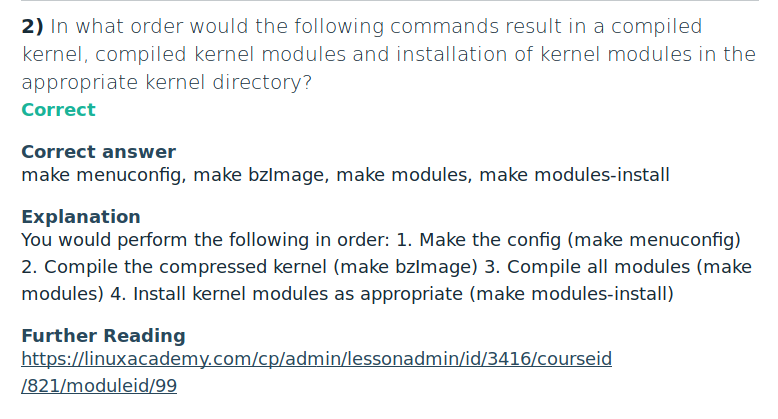 2) In what order would the following commands result in a compiled
kernel, compiled kernel modules and installation of kernel modules in the
appropriate kernel directory?
Correct
Correct answer
make menuconfig, make bzImage, make modules, make modules-install
Explanation
You would perform the following in order: 1. Make the config (make menuconfig)
2. Compile the compressed kernel (make bzImage) 3. Compile all modules (make
modules) 4. Install kernel modules as appropriate (make modules-install)
Further Reading
https://linuxacademy.com/cp/admin/lessonadmin/id/3416/courseid
/821/moduleid/99